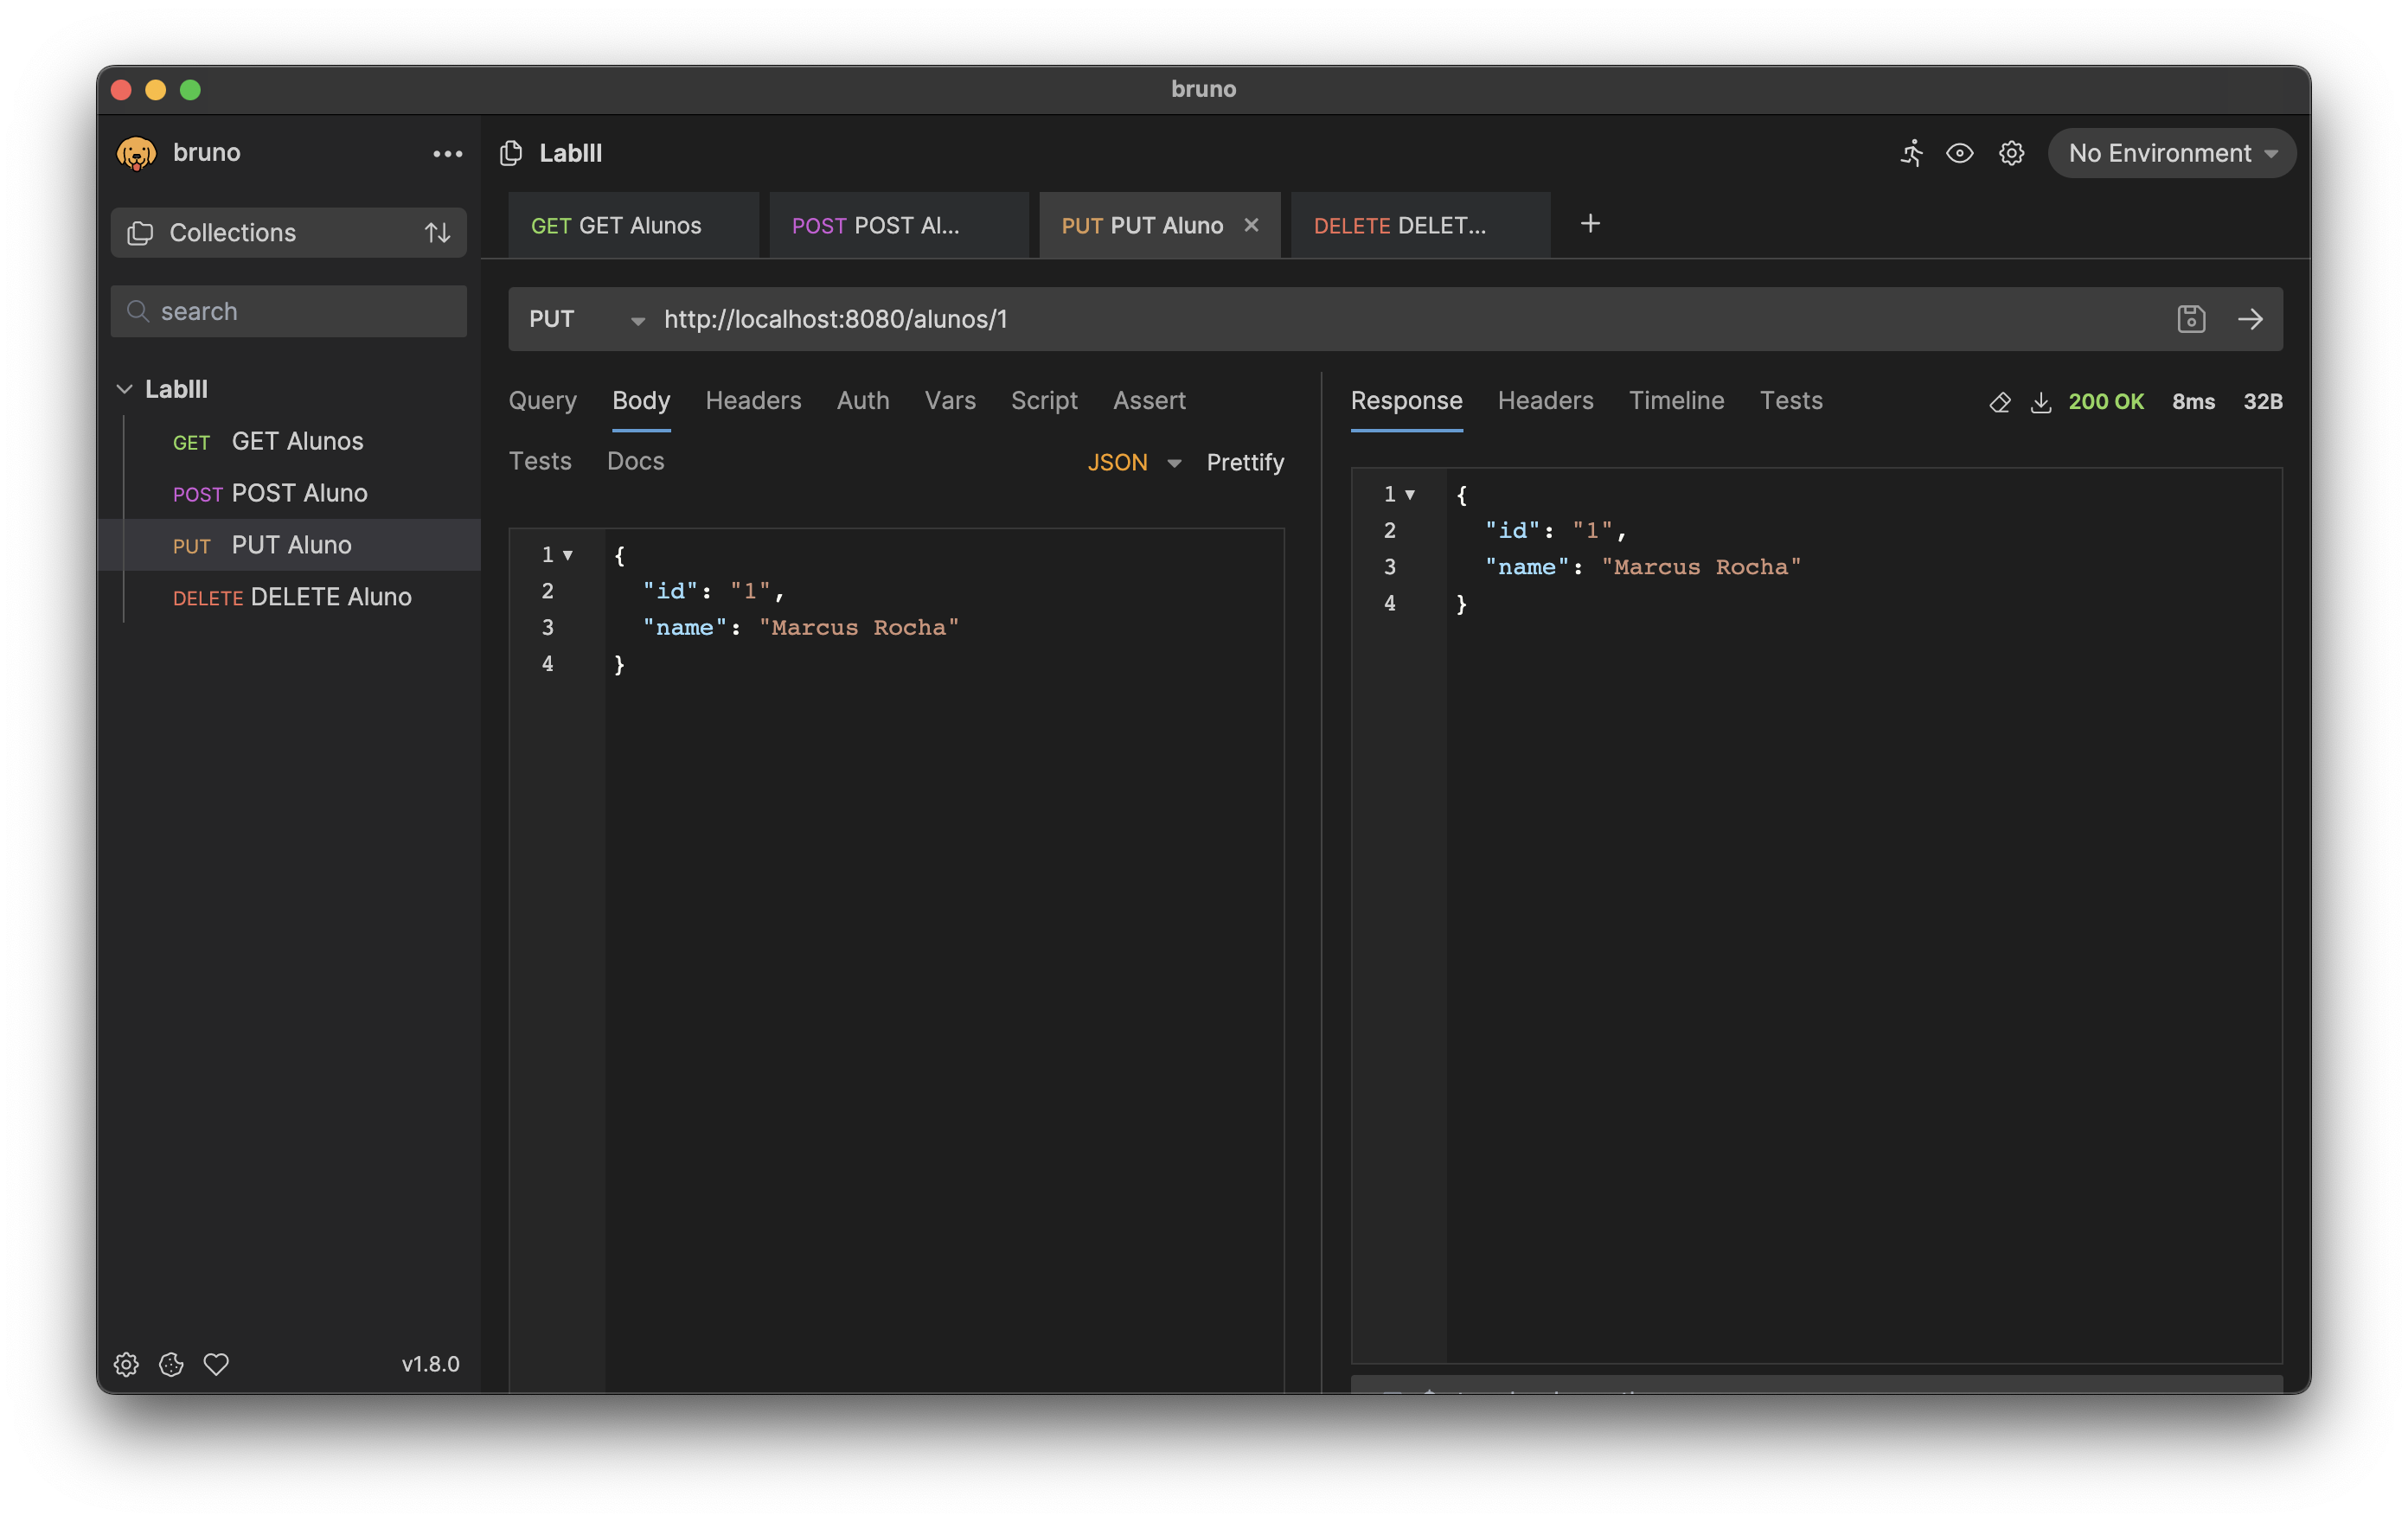 bruno
bruno
LabIII
No Environment
Collections
search
LabIII
GET GET Alunos
POST POST Aluno
PUT PUT Aluno
DELETE DELETE Aluno
v1.8.0
GET GET Alunos
POST POST Al...
PUT PUT Aluno
DELETE DELET...
PUT
http://localhost:8080/alunos/1
Query Body Headers Auth Vars Script Assert
Tests Docs
JSON Prettify
1 {
2 "id": "1",
3 "name": "Marcus Rocha"
4 }
Response Headers Timeline Tests
200 OK 8ms 32B
1 {
2 "id": "1",
3 "name": "Marcus Rocha"
4 }